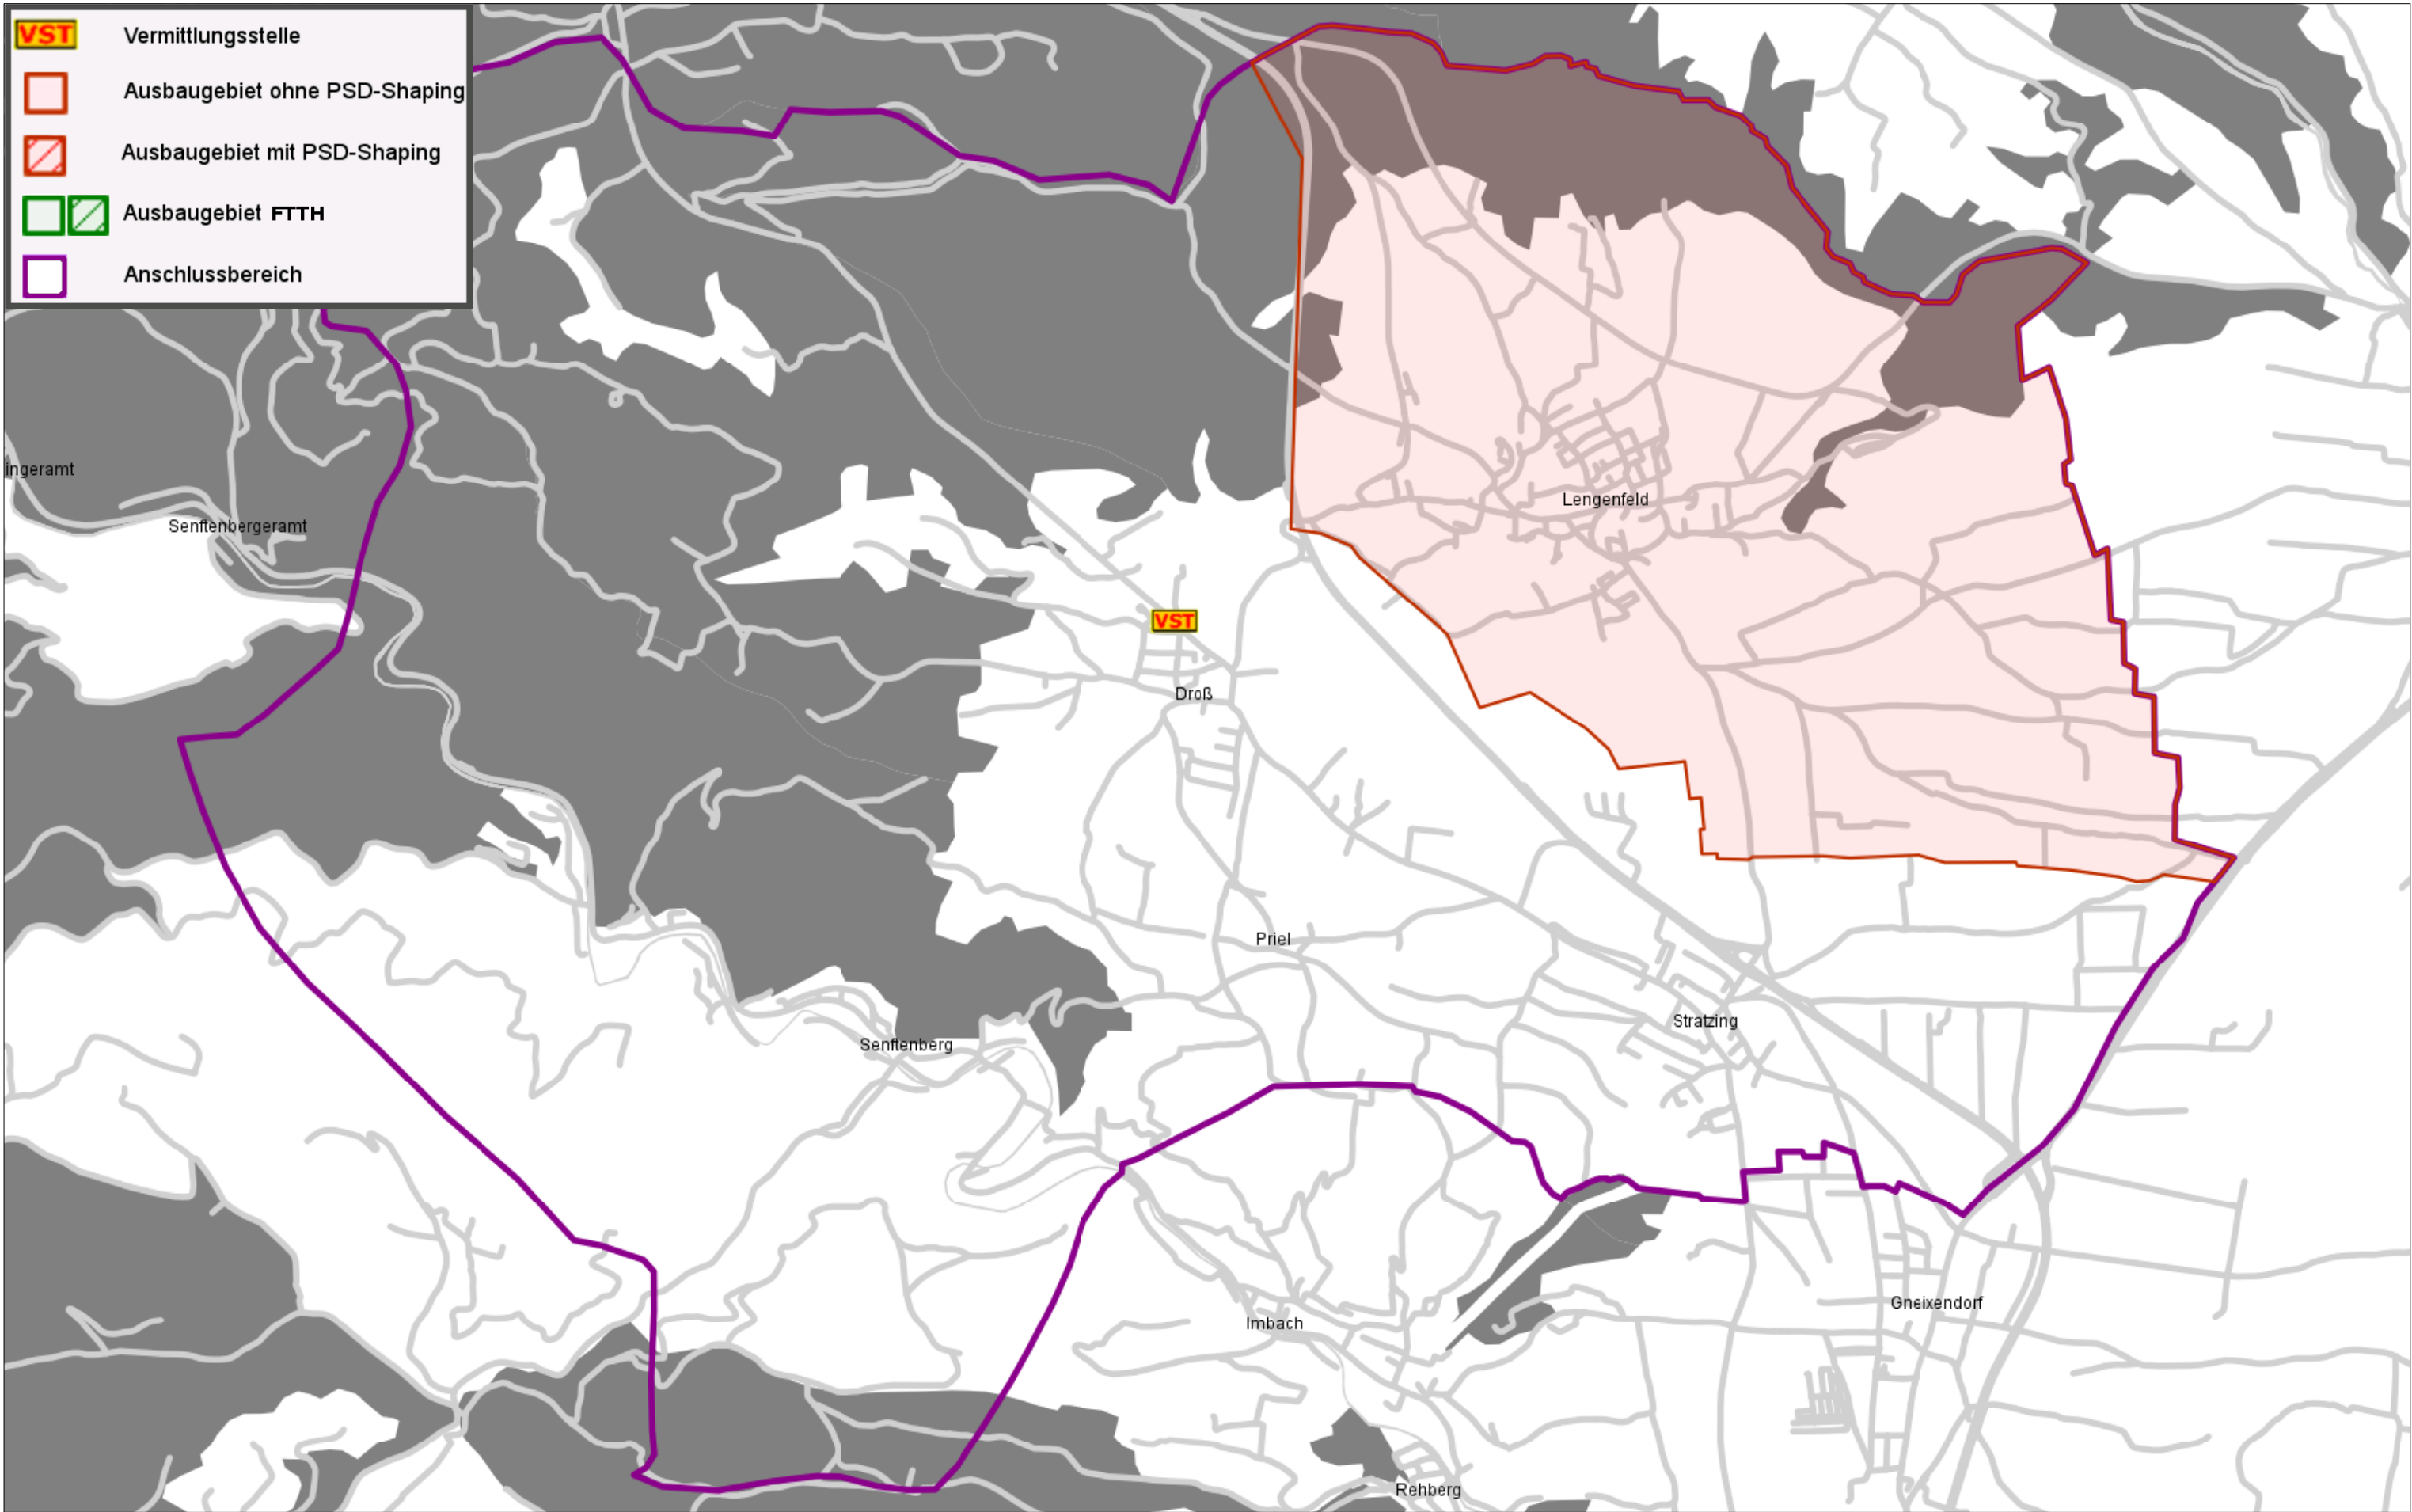 VST Vermittlungsstelle
Ausbaugebiet ohne PSD-Shaping
Ausbaugebiet mit PSD-Shaping
Ausbaugebiet FTTH
Anschlussbereich
ingeramt
Lengenfeld
Senftenbergeramt
VST
Droß
Priel
Stratzing
Senftenberg
Gneixendorf
Imbach
Rehberg